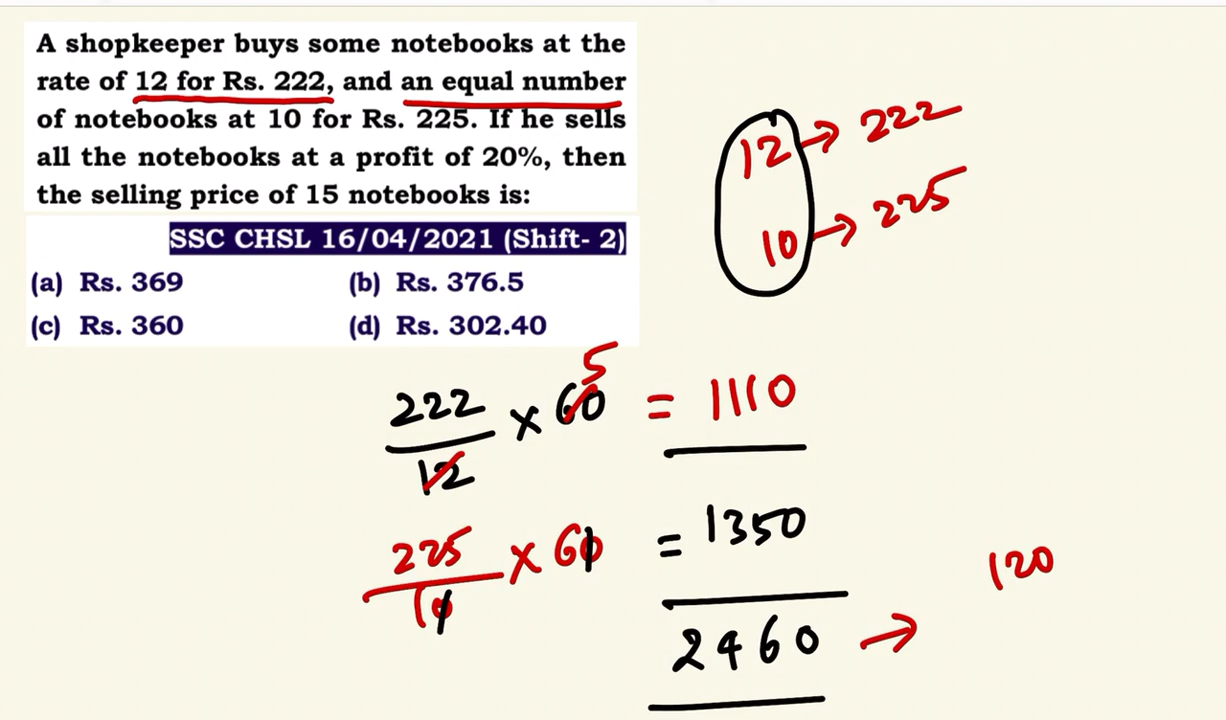 A shopkeeper buys some notebooks at the
rate of 12 for Rs. 222, and an equal number
of notebooks at 10 for Rs. 225. If he sells
all the notebooks at a profit of 20%, then
the selling price of 15 notebooks is:
SSC CHSL 16/04/2021 (Shift- 2)
(a) Rs. 369 (b) Rs. 376.5
(c) Rs. 360 (d) Rs. 302.40
12 → 222
10 → 225
5
222/12 × 60 = 1110
225/10 × 60 = 1350
120
2460 →